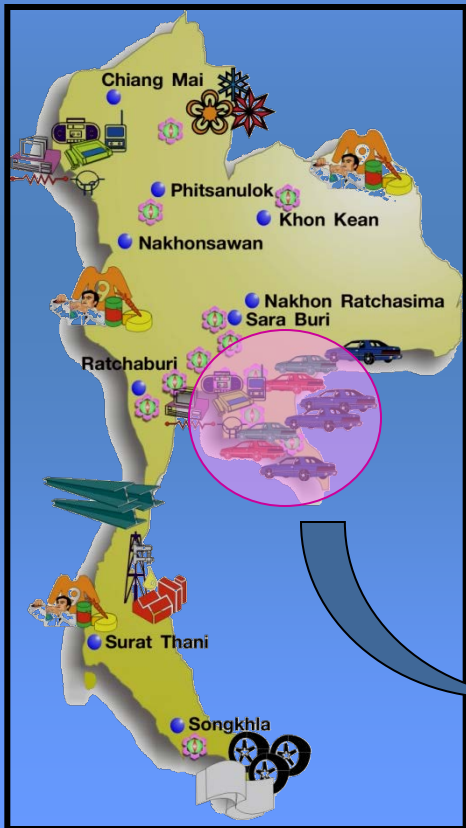 Chiang Mai
Phitsanulok
Khon Kean
Nakhonsawan
Nakhon Ratchasima
Sara Buri
Ratchaburi
Surat Thani
Songkhla